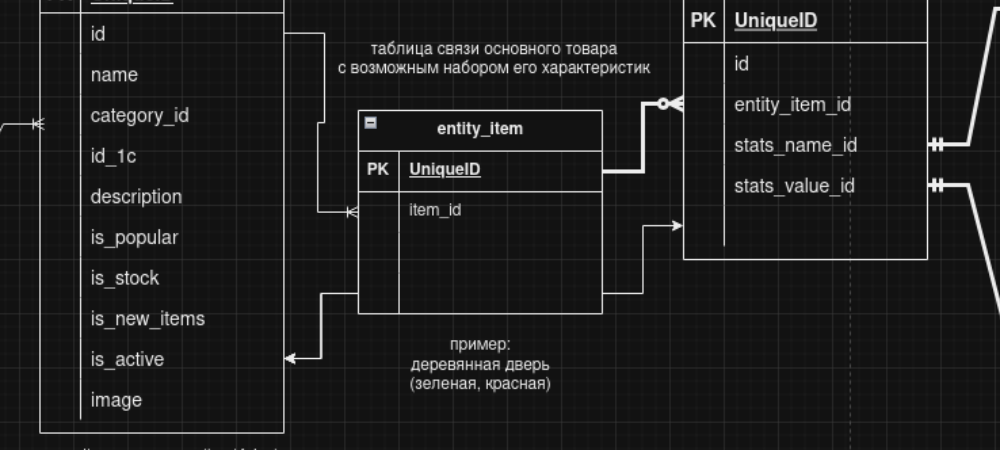 id
name
category_id
id_1c
description
is_popular
is_stock
is_new_items
is_active
image
таблица связи основного товара
с возможным набором его характеристик
entity_item
PK UniqueID
item_id
пример:
деревянная дверь
(зеленая, красная)
PK UniqueID
id
entity_item_id
stats_name_id
stats_value_id